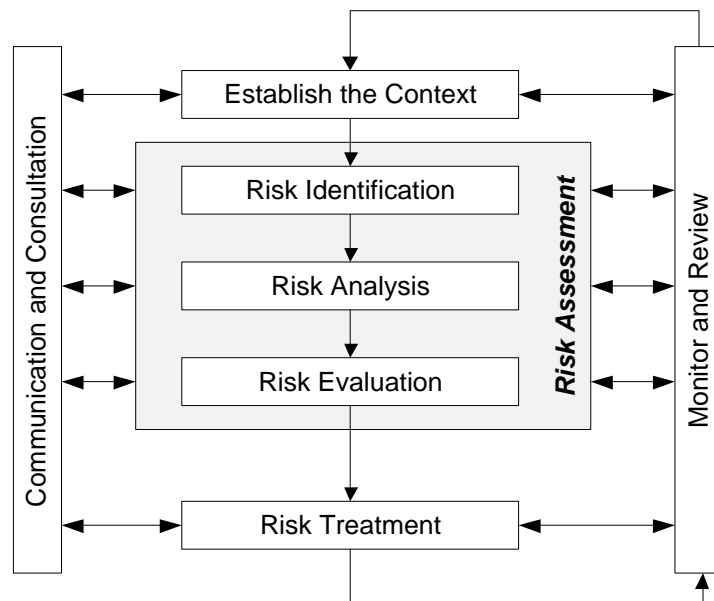 Establish the Context
Communication and Consultation
Risk Identification
Risk Analysis
Risk Evaluation
Risk Assessment
Monitor and Review
Risk Treatment